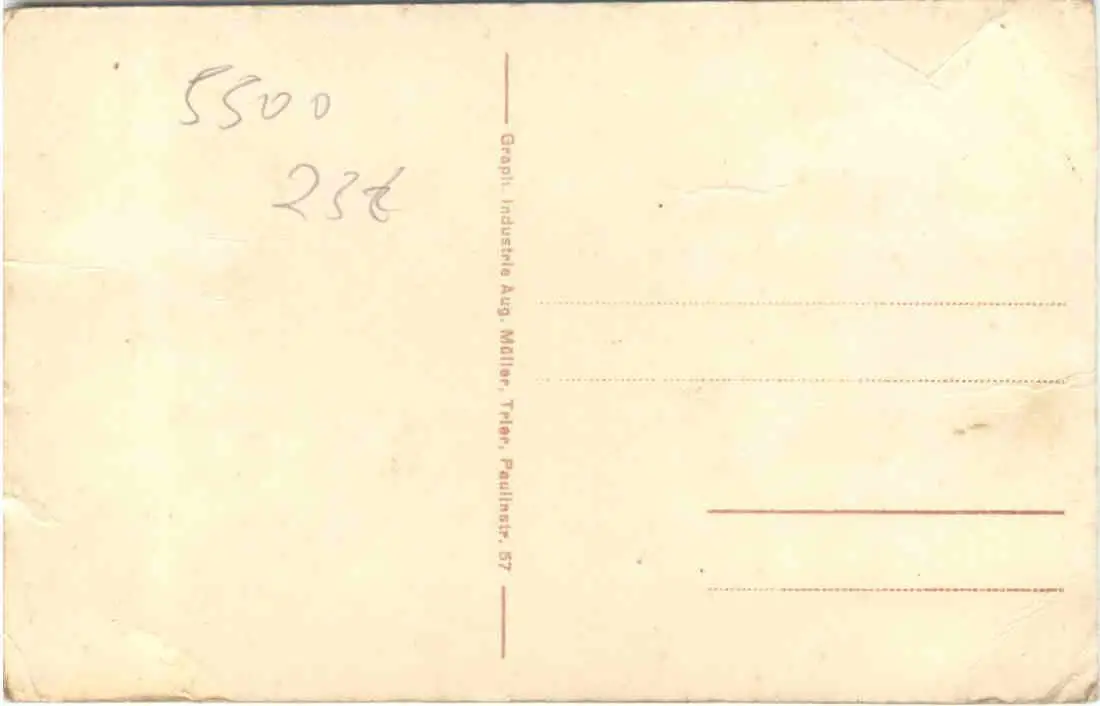 5500
23€
Graph. Industrie Aug. Müller, Trier, Paulinstr. 57